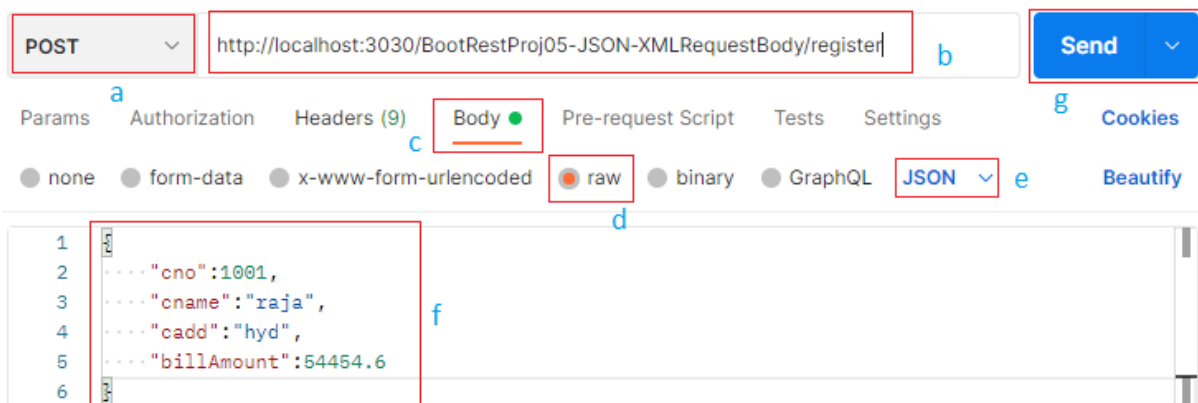 POST http://localhost:3030/BootRestProj05-JSON-XMLRequestBody/register b Send
a g
Params Authorization Headers (9) Body Pre-request Script Tests Settings Cookies
c
none form-data x-www-form-urlencoded raw binary GraphQL JSON e Beautify
d
1 {
2 ····"cno":1001,
3 ····"cname":"raja",
f
4 ····"cadd":"hyd",
5 ····"billAmount":54454.6
6 }